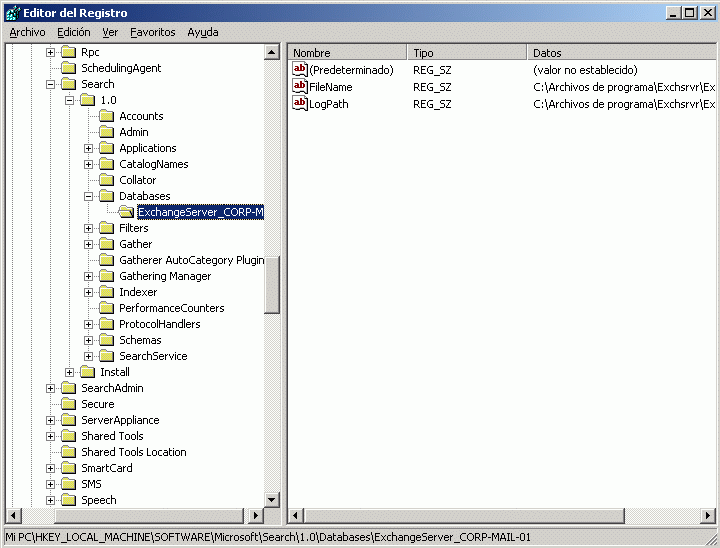 Editor del Registro
Archivo Edición Ver Favoritos Ayuda
Rpc
SchedulingAgent
Search
1.0
Accounts
Admin
Applications
CatalogNames
Collator
Databases
ExchangeServer_CORP-M
Filters
Gather
Gatherer AutoCategory Plugin
Gathering Manager
Indexer
PerformanceCounters
ProtocolHandlers
Schemas
SearchService
Install
SearchAdmin
Secure
ServerAppliance
Shared Tools
Shared Tools Location
SmartCard
SMS
Speech
Nombre Tipo Datos
ab (Predeterminado) REG_SZ (valor no establecido)
ab FileName REG_SZ C:\Archivos de programa\Exchsrvr\Ex
ab LogPath REG_SZ C:\Archivos de programa\Exchsrvr\Ex
Mi PC\HKEY_LOCAL_MACHINE\SOFTWARE\Microsoft\Search\1.0\Databases\ExchangeServer_CORP-MAIL-01